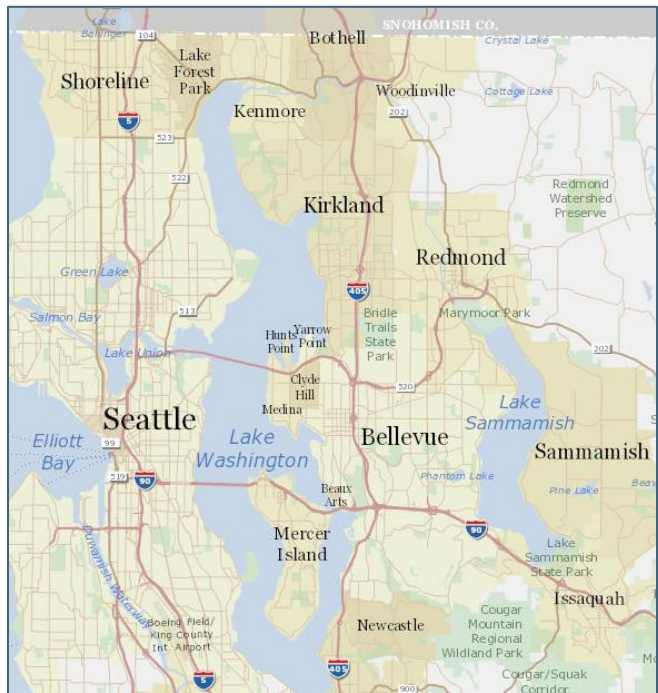 SNOHOMISH CO.
Lake
Ballinger
104
Bothell
Crystal Lake
Lake
Forest
Park
Shoreline
Woodinville
Cottage Lake
Kenmore
202
5
523
522
Redmond
Watershed
Preserve
Kirkland
Redmond
Green Lake
405
Marymoor Park
Bridle
Trails
State
Park
513
Salmon Bay
Hunts
Point
Yarrow
Point
Lake Union
202
520
Clyde
Hill
Medina
Lake
Sammamish
Seattle
Lake
Washington
Bellevue
99
Elliott
Bay
Sammamish
519
90
Phantom Lake
Pine Lake
Beaux
Arts
Mercer
Island
90
Duwamish Waterway
Lake
Sammamish
State Park
Issaquah
Cougar
Mountain
Regional
Wildland Park
Newcastle
Boeing Field/
King County
Int Airport
5
405
900
Cougar/Squak
Corridor